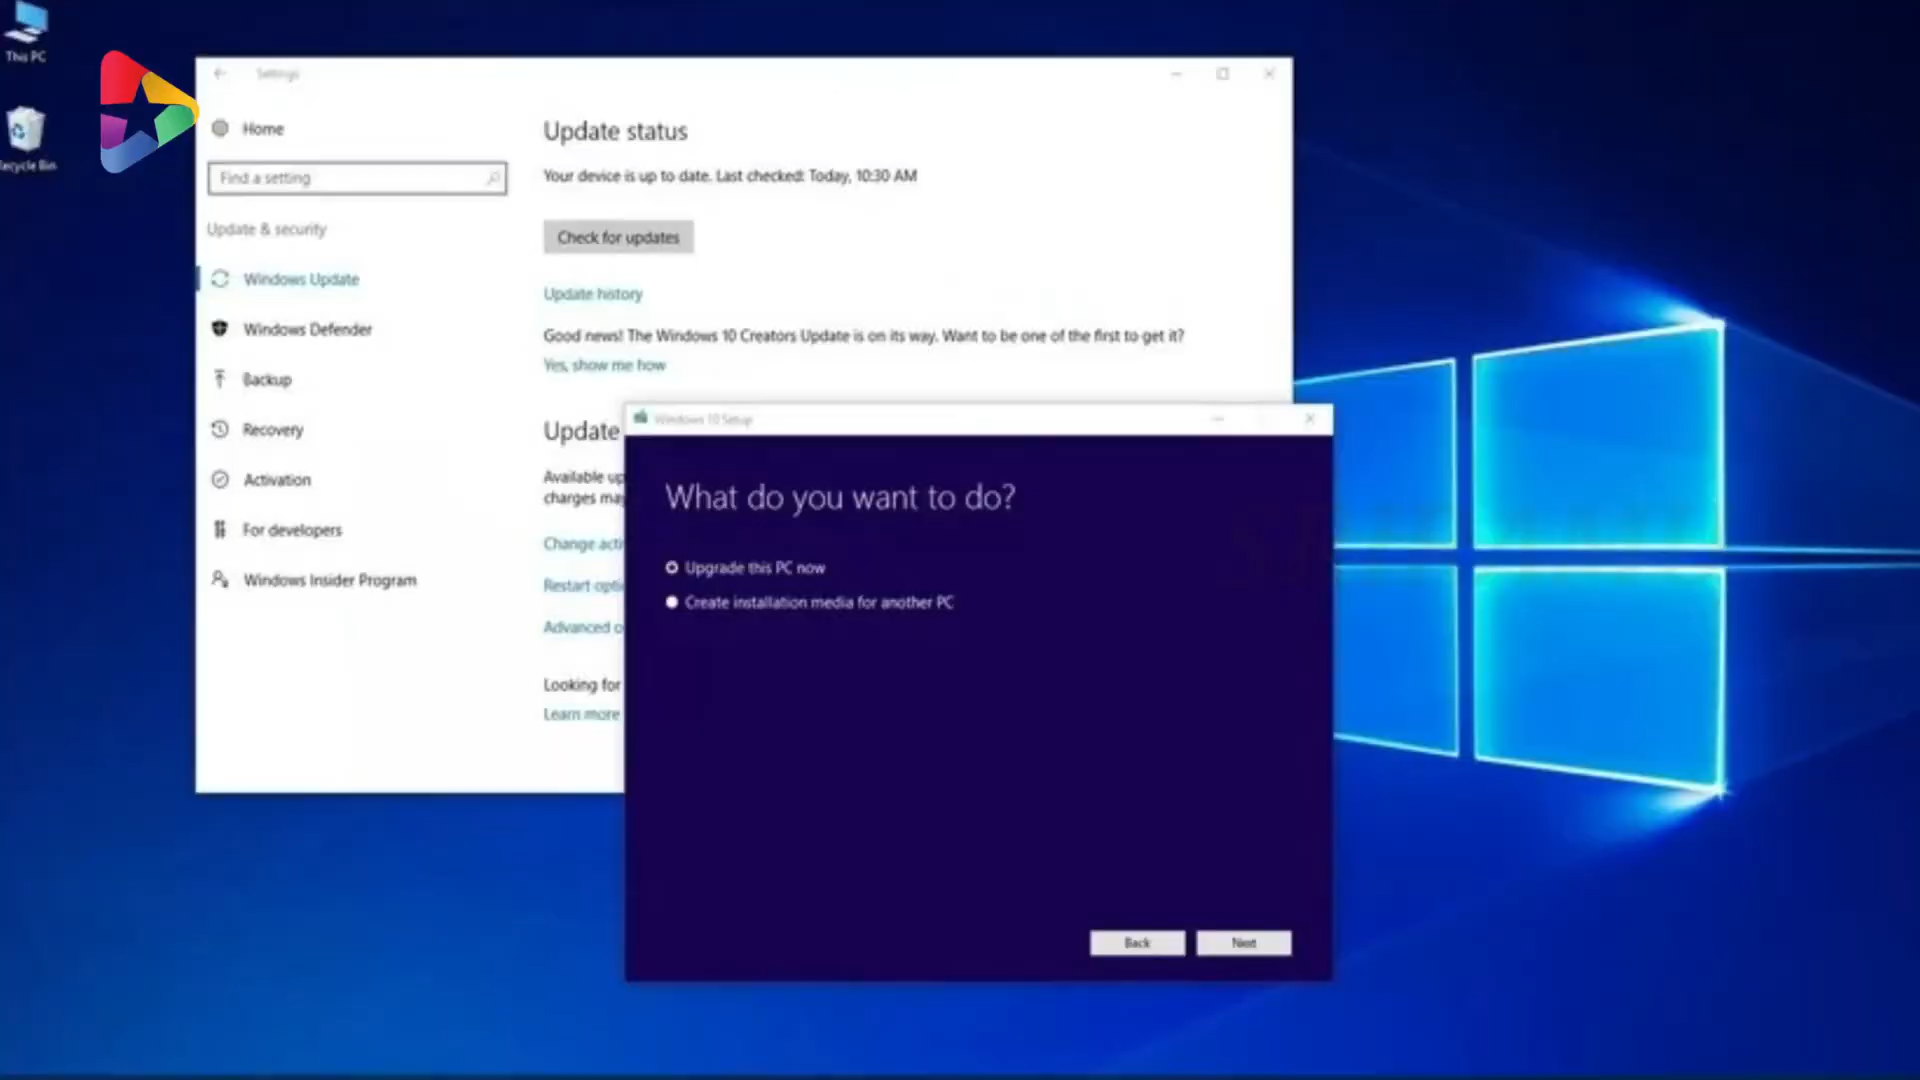 This PC
Recycle Bin
Settings
Home
Find a setting
Update & security
Windows Update
Windows Defender
Backup
Recovery
Activation
For developers
Windows Insider Program
Update status
Your device is up to date. Last checked: Today, 10:30 AM
Check for updates
Update history
Good news! The Windows 10 Creators Update is on its way. Want to be one of the first to get it?
Yes, show me how
Update
Available up
charges may
Change acti
Restart optio
Advanced o
Looking for
Learn more
Windows 10 Setup
What do you want to do?
Upgrade this PC now
Create installation media for another PC
Back
Next